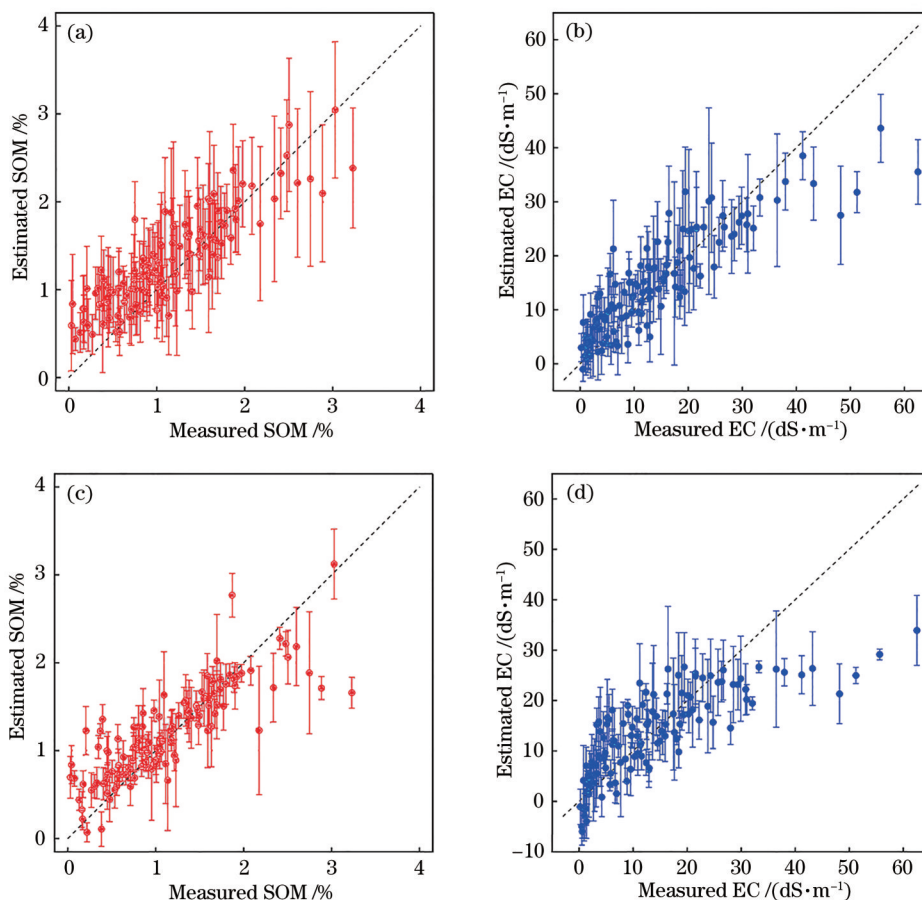 (a)
4
3
2
1
0
Estimated SOM /%
0 1 2 3 4
Measured SOM /%
(b)
60
50
40
30
20
10
0
Estimated EC /(dS·m⁻¹)
0 10 20 30 40 50 60
Measured EC /(dS·m⁻¹)
(c)
4
3
2
1
0
Estimated SOM /%
0 1 2 3 4
Measured SOM /%
(d)
60
50
40
30
20
10
0
−10
Estimated EC /(dS·m⁻¹)
0 10 20 30 40 50 60
Measured EC /(dS·m⁻¹)